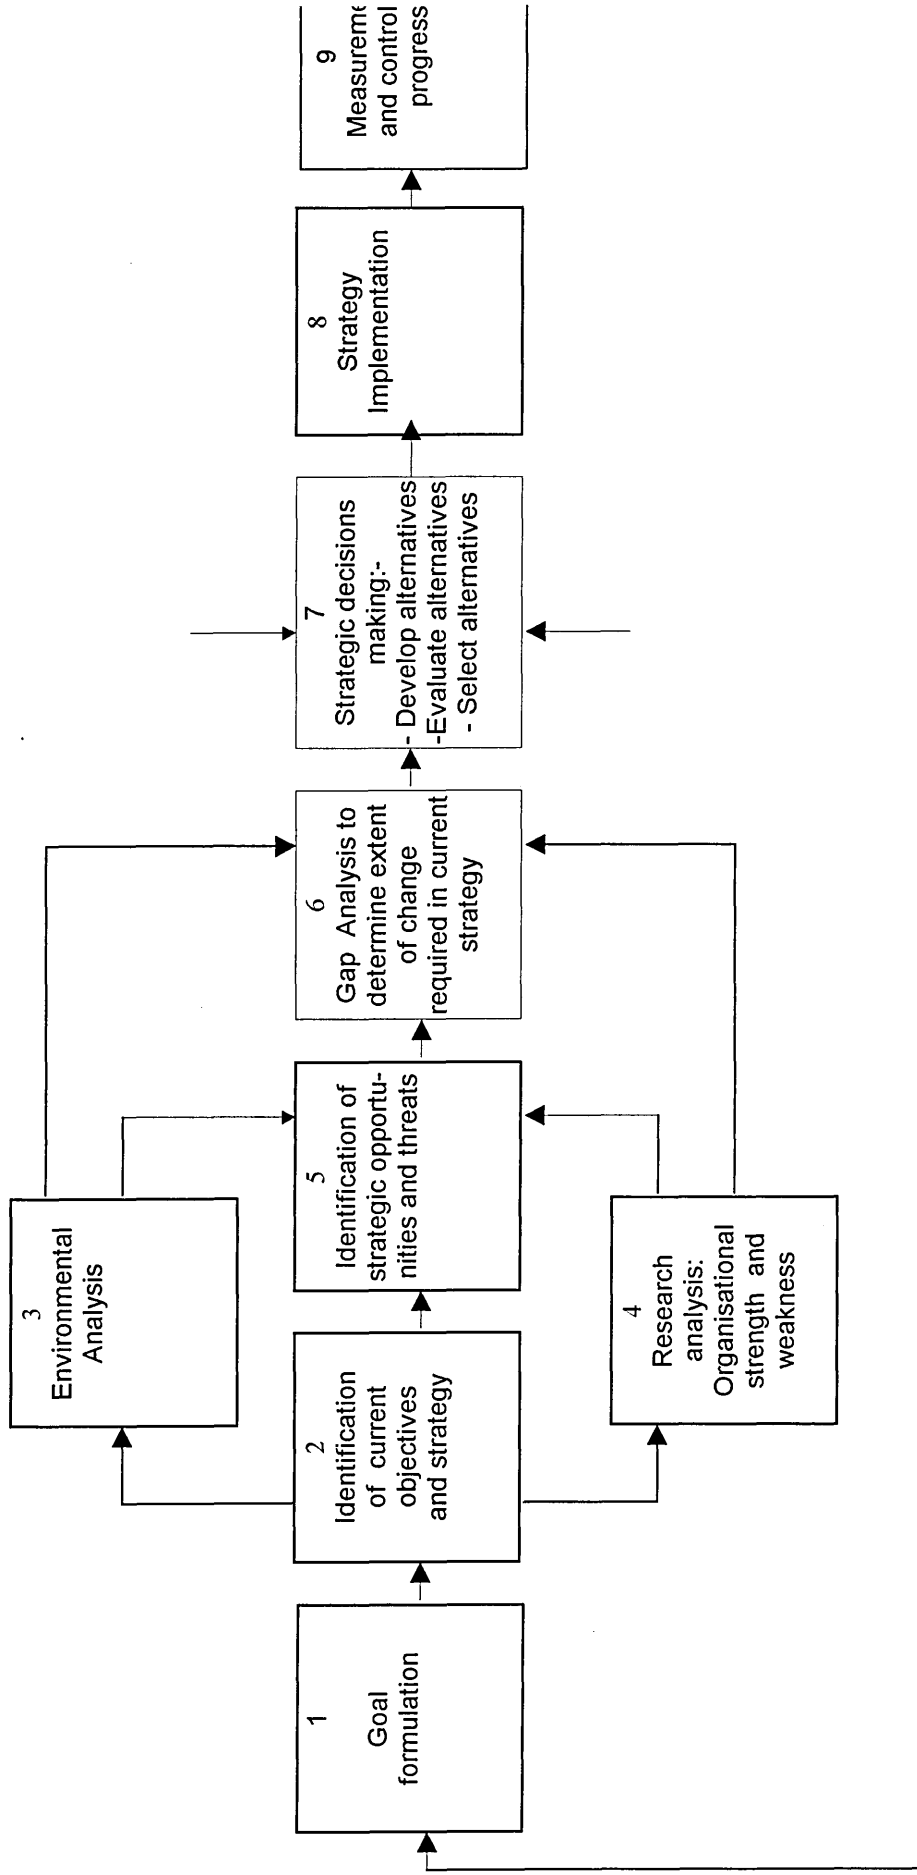 1
Goal
formulation
2
Identification
of current
objectives
and strategy
3
Environmental
Analysis
4
Research
analysis:
Organisational
strength and
weakness
5
Identification of
strategic opportu-
nities and threats
6
Gap Analysis to
determine extent
of change
required in current
strategy
7
Strategic decisions
making:-
- Develop alternatives
-Evaluate alternatives
- Select alternatives
8
Strategy
Implementation
9
Measureme
and control
progress